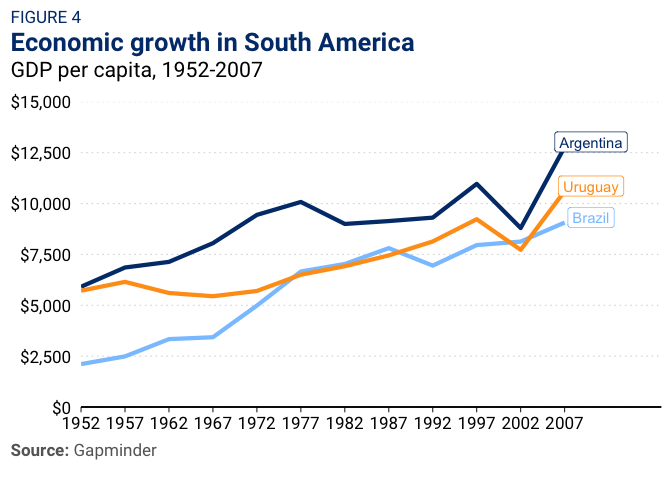 FIGURE 4
Economic growth in South America
GDP per capita, 1952-2007
$15,000
$12,500
$10,000
$7,500
$5,000
$2,500
$0
Argentina
Uruguay
Brazil
1952 1957 1962 1967 1972 1977 1982 1987 1992 1997 2002 2007
Source: Gapminder